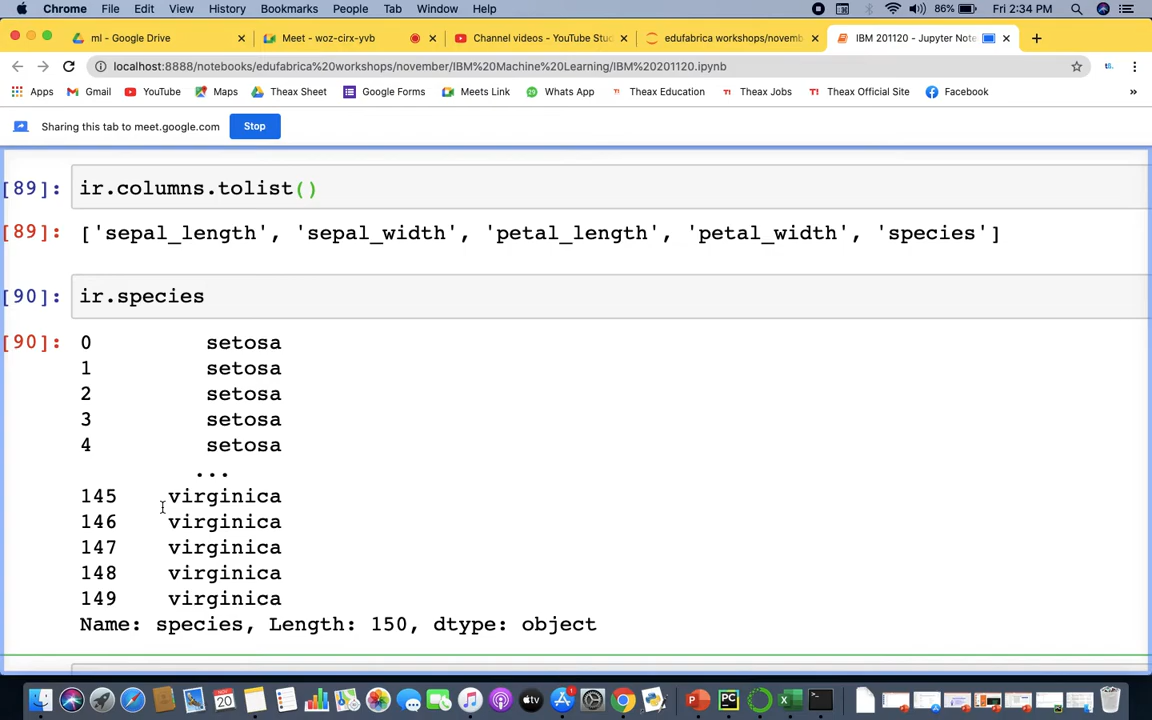 Chrome File Edit View History Bookmarks People Tab Window Help 86% Fri 2:34 PM
ml - Google Drive Meet - woz-cirx-yvb Channel videos - YouTube Stu edufabrica workshops/novemb IBM 201120 - Jupyter Note
localhost:8888/notebooks/edufabrica%20workshops/november/IBM%20Machine%20Learning/IBM%20201120.ipynb
Apps Gmail YouTube Maps Theax Sheet Google Forms Meets Link Whats App Theax Education Theax Jobs Theax Official Site Facebook »
Sharing this tab to meet.google.com Stop
[89]: ir.columns.tolist()
[89]: ['sepal_length', 'sepal_width', 'petal_length', 'petal_width', 'species']
[90]: ir.species
[90]: 0 setosa
1 setosa
2 setosa
3 setosa
4 setosa
...
145 virginica
146 virginica
147 virginica
148 virginica
149 virginica
Name: species, Length: 150, dtype: object